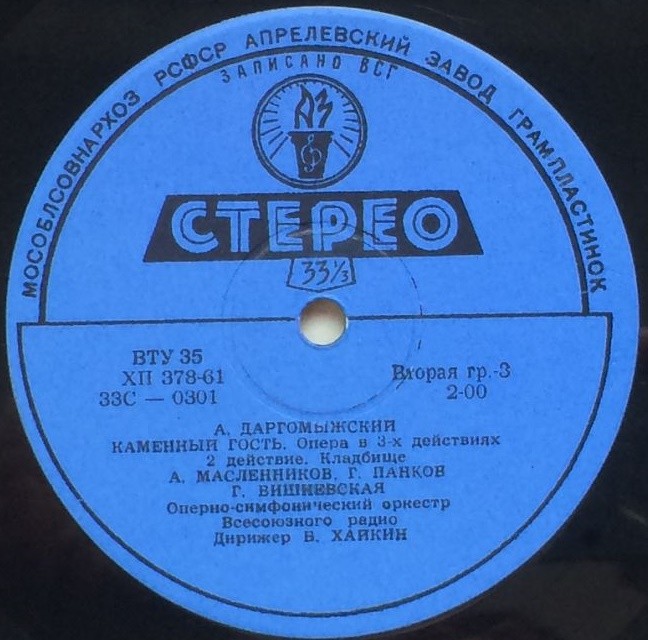 МОСОБЛСОВНАРХОЗ РСФСР АПРЕЛЕВСКИЙ ЗАВОД ГРАМПЛАСТИНОК
ЗАПИСАНО ВСГ
АЗ
СТЕРЕО
33⅓
ВТУ 35
ХП 378-61
33С — 0301
Вторая гр.-3
2-00
А. ДАРГОМЫЖСКИЙ
КАМЕННЫЙ ГОСТЬ. Опера в 3-х действиях
2 действие. Кладбище
А. МАСЛЕННИКОВ, Г. ПАНКОВ
Г. ВИШНЕВСКАЯ
Оперно-симфонический оркестр
Всесоюзного радио
Дирижер Б. ХАЙКИН